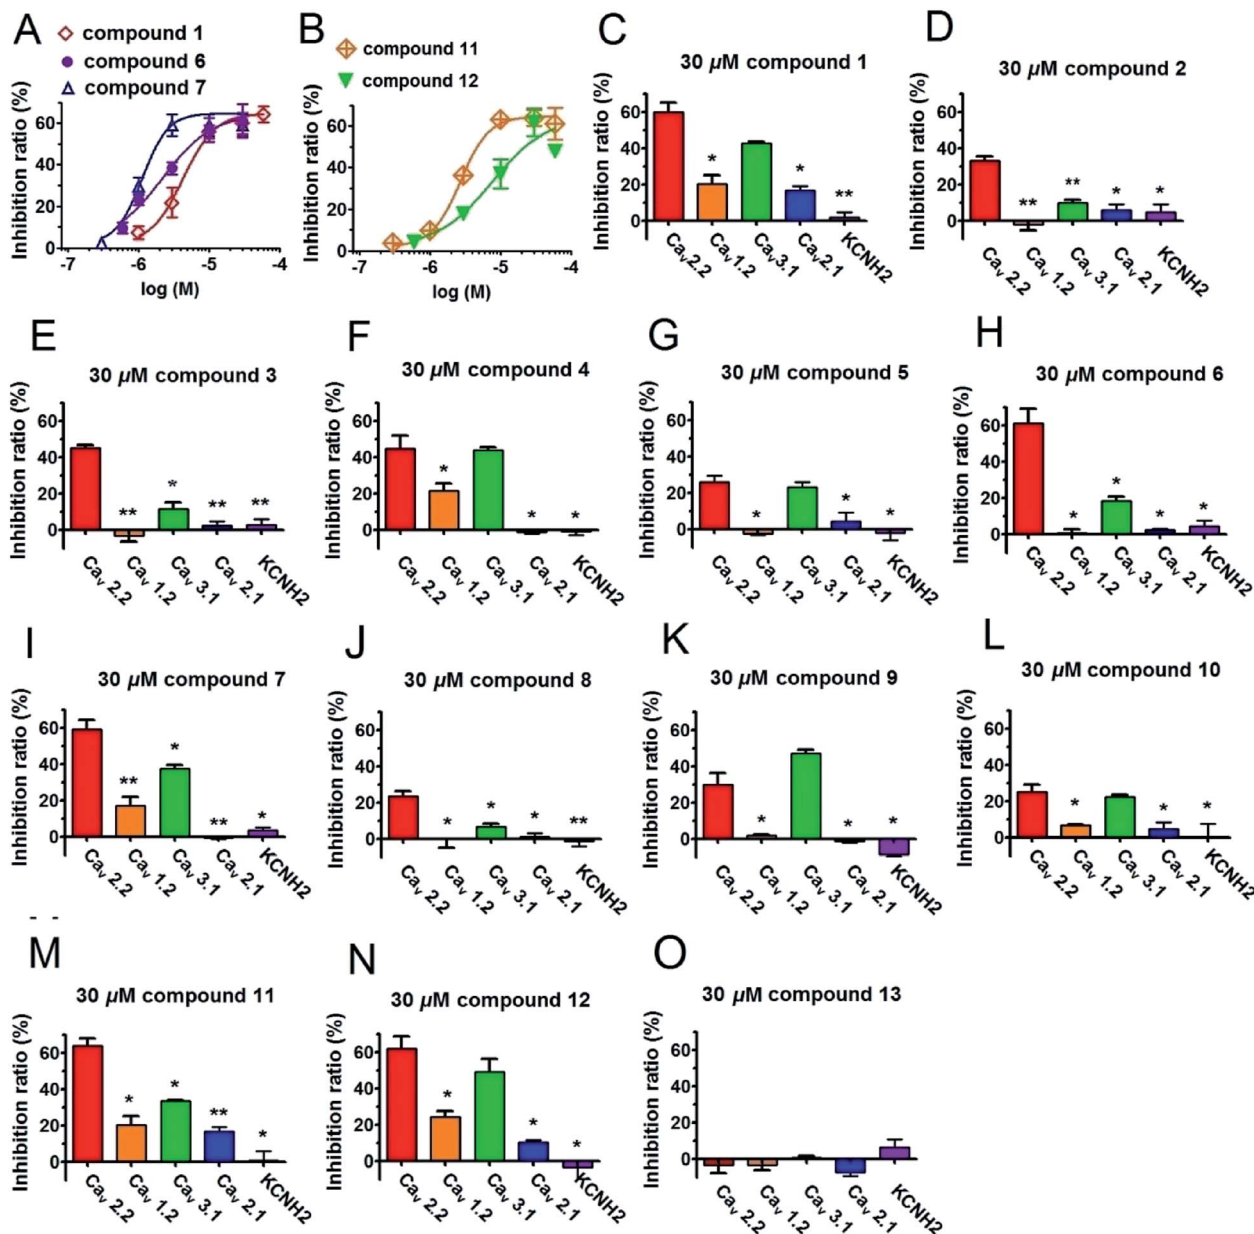 A
compound 1
compound 6
compound 7
Inhibition ratio (%)
60
40
20
0
-7 -6 -5 -4
log (M)
B
compound 11
compound 12
Inhibition ratio (%)
60
40
20
0
-7 -6 -5 -4
log (M)
C
30 µM compound 1
Inhibition ratio (%)
60
40
20
0
* * **
Cav2.2 Cav1.2 Cav3.1 Cav2.1 KCNH2
D
30 µM compound 2
Inhibition ratio (%)
60
40
20
0
** ** * *
Cav 2.2 Cav 1.2 Cav 3.1 Cav 2.1 KCNH2
E
30 µM compound 3
Inhibition ratio (%)
60
40
20
0
** * ** **
Cav 2.2 Cav 1.2 Cav 3.1 Cav 2.1 KCNH2
F
30 µM compound 4
Inhibition ratio (%)
60
40
20
0
* * *
Cav 2.2 Cav 1.2 Cav 3.1 Cav 2.1 KCNH2
G
30 µM compound 5
Inhibition ratio (%)
60
40
20
0
* * *
Cav 2.2 Cav 1.2 Cav 3.1 Cav 2.1 KCNH2
H
30 µM compound 6
Inhibition ratio (%)
60
40
20
0
* * * *
Cav 2.2 Cav 1.2 Cav 3.1 Cav 2.1 KCNH2
I
30 µM compound 7
Inhibition ratio (%)
60
40
20
0
** * ** *
Cav 2.2 Cav 1.2 Cav 3.1 Cav 2.1 KCNH2
J
30 µM compound 8
Inhibition ratio (%)
60
40
20
0
* * * **
Cav 2.2 Cav 1.2 Cav 3.1 Cav 2.1 KCNH2
K
30 µM compound 9
Inhibition ratio (%)
60
40
20
0
* * *
Cav 2.2 Cav 1.2 Cav 3.1 Cav 2.1 KCNH2
L
30 µM compound 10
Inhibition ratio (%)
60
40
20
0
* * *
Cav 2.2 Cav 1.2 Cav 3.1 Cav 2.1 KCNH2
M
30 µM compound 11
Inhibition ratio (%)
60
40
20
0
* * ** *
Cav 2.2 Cav 1.2 Cav 3.1 Cav 2.1 KCNH2
N
30 µM compound 12
Inhibition ratio (%)
60
40
20
0
* * *
Cav 2.2 Cav 1.2 Cav 3.1 Cav 2.1 KCNH2
O
30 µM compound 13
Inhibition ratio (%)
60
40
20
0
Cav 2.2 Cav 1.2 Cav 3.1 Cav 2.1 KCNH2